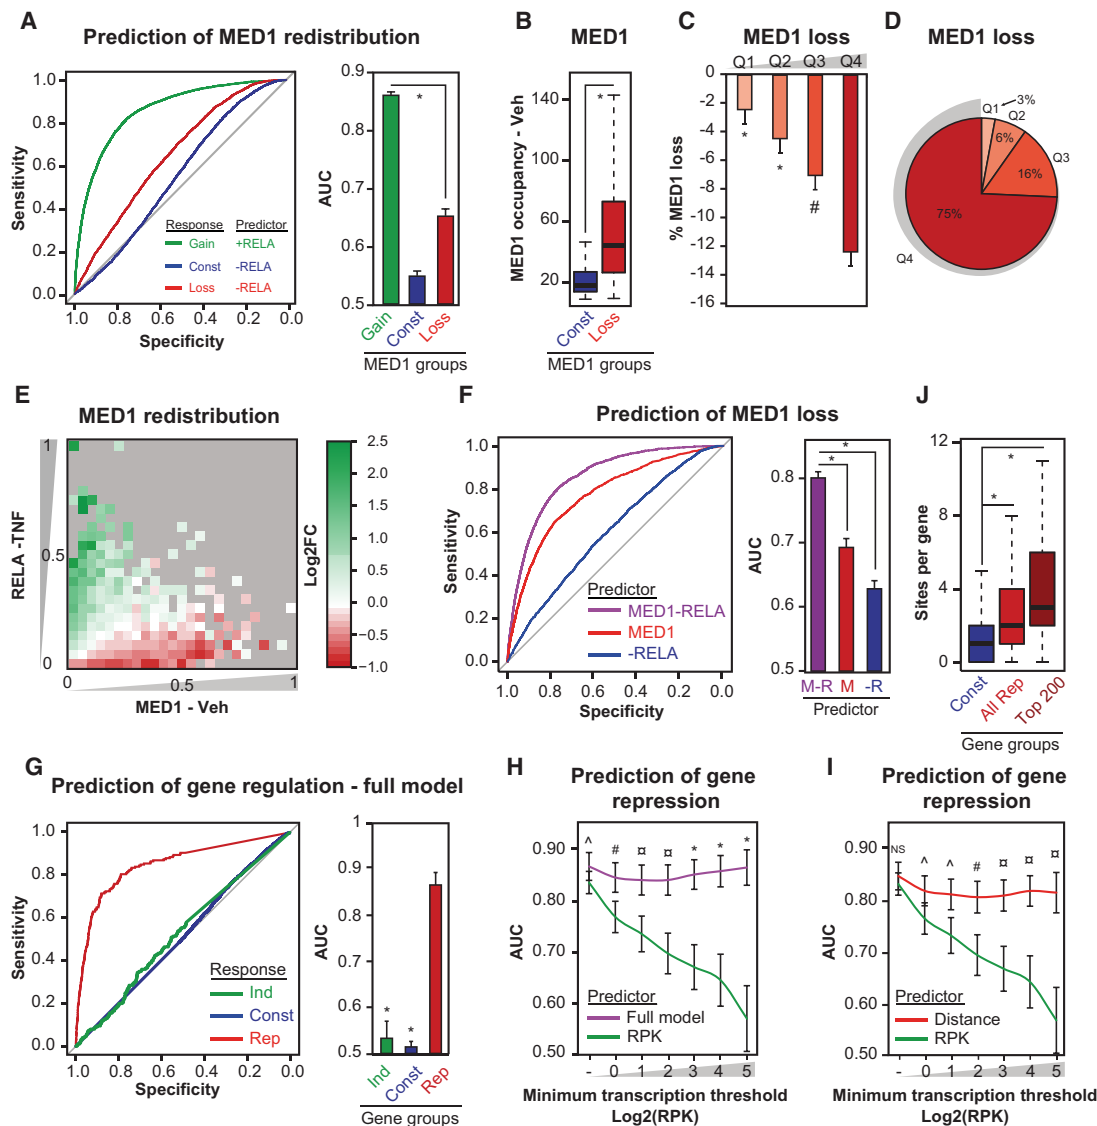 A
Prediction of MED1 redistribution
Sensitivity
1.0
1.0
0.6
0.4
0.2
0.0
1.0 0.8 0.6 0.4 0.2 0.0
Specificity
Response Predictor
Gain +RELA
Const -RELA
Loss -RELA
AUC
0.9
0.8
0.7
0.6
0.5
*
Gain Const Loss
MED1 groups
B
MED1
MED1 occupancy - Veh
140
100
60
20
*
Const Loss
MED1 groups
C
MED1 loss
Q1 Q2 Q3 Q4
% MED1 loss
0
-2
-4
-6
-8
-10
-12
-14
-16
* * #
D
MED1 loss
Q1 3%
Q2
6%
Q3
16%
75%
Q4
E
MED1 redistribution
RELA -TNF
1
0.5
0
0 0.5 1
MED1 - Veh
Log2FC
2.5
2.0
1.5
1.0
0.5
0.0
-0.5
-1.0
F
Prediction of MED1 loss
Sensitivity
1.0
0.8
0.6
0.4
0.2
0.0
1.0 0.8 0.6 0.4 0.2 0.0
Specificity
Predictor
MED1-RELA
MED1
-RELA
AUC
0.8
0.7
0.6
0.5
*
*
M-R M -R
Predictor
J
Sites per gene
12
8
4
0
*
*
Const All Rep Top 200
Gene groups
G
Prediction of gene regulation - full model
Sensitivity
1.0
0.8
0.6
0.4
0.2
0.0
1.0 0.8 0.6 0.4 0.2 0.0
Specificity
Response
Ind
Const
Rep
AUC
1
0.9
0.8
1
0.6
0.5
* *
Ind Const Rep
Gene groups
H
Prediction of gene
repression
AUC
0.90
0.80
0.70
0.60
0.50
^ # ¤ ¤ * * *
Predictor
Full model
RPK
- 0 1 2 3 4 5
Minimum transcription threshold
Log2(RPK)
I
Prediction of gene
repression
AUC
0.90
0.80
0.70
0.60
0.50
NS ^ ^ # ¤ ¤ ¤
Predictor
Distance
RPK
- 0 1 2 3 4 5
Minimum transcription threshold
Log2(RPK)